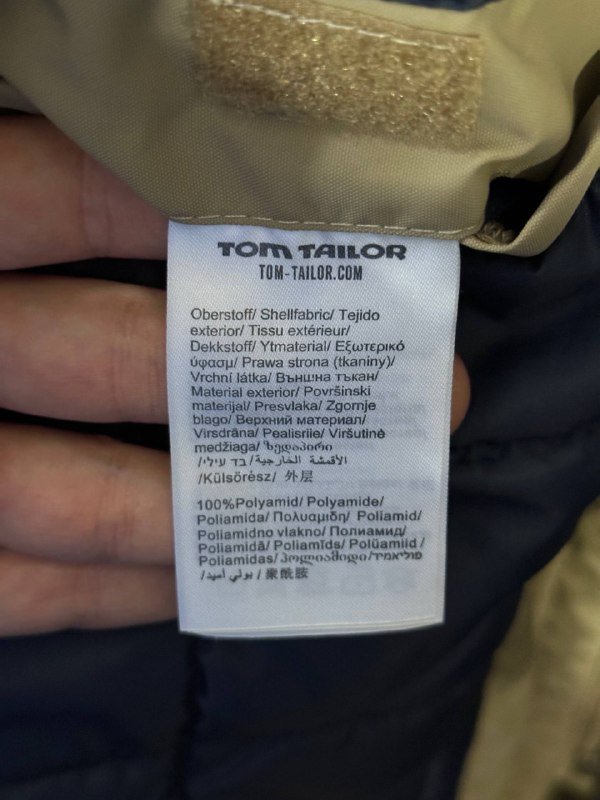 TOM TAILOR
TOM-TAILOR.COM
Oberstoff/ Shellfabric/ Tejido
exterior/ Tissu extérieur/
Dekkstoff/ Ytmaterial/ Εξωτερικό
ύφασμ/ Prawa strona (tkaniny)/
Vrchní látka/ Външна тъкан/
Material exterior/ Površinski
materijal/ Presvlaka/ Zgornje
blago/ Верхний материал/
Virsdrāna/ Pealisriie/ Viršutinė
medžiaga/ ზედაპირი
/الأقمشة الخارجية/ בד עילי
/Külsörész/ 外层
100%Polyamid/ Polyamide/
Poliamida/ Πολυαμιδη/ Poliamid/
Poliamidno vlakno/ Полиамид/
Poliamidă/ Poliamīds/ Polüamiid/
Poliamidas/ პოლიამიდი/פוליאמיד
/بولي أميد/ 聚酰胺